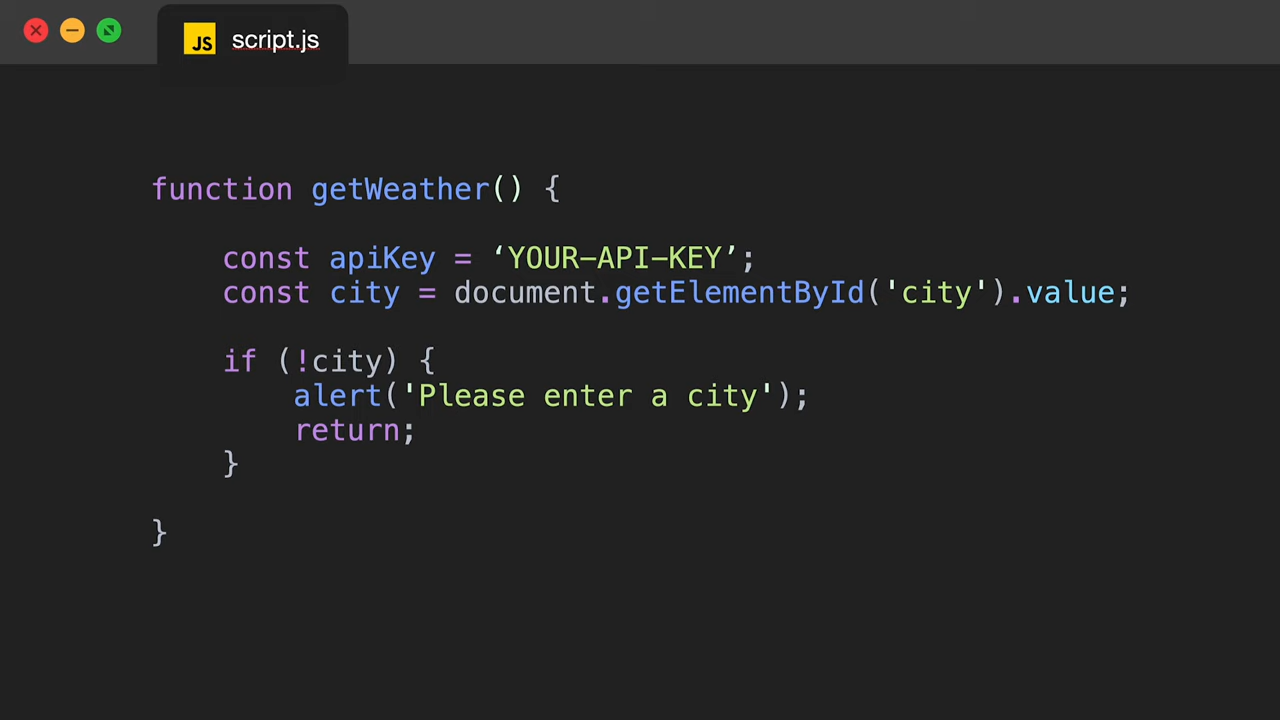 JS script.js
function getWeather() {
const apiKey = ‘YOUR-API-KEY’;
const city = document.getElementById('city').value;
if (!city) {
alert('Please enter a city');
return;
}
}